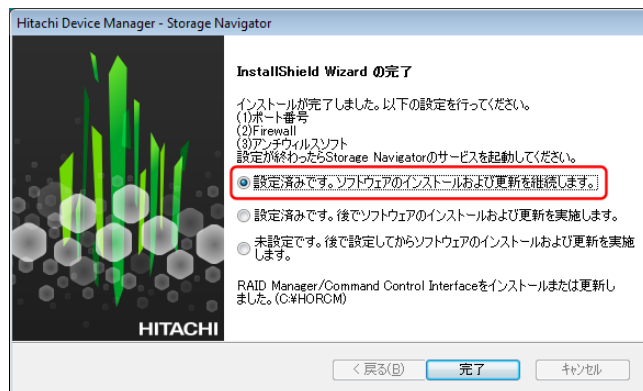 Hitachi Device Manager - Storage Navigator
InstallShield Wizard の完了
インストールが完了しました。以下の設定を行ってください。
(1)ポート番号
(2)Firewall
(3)アンチウィルスソフト
設定が終わったらStorage Navigatorのサービスを起動してください。
設定済みです。ソフトウェアのインストールおよび更新を継続します。
設定済みです。後でソフトウェアのインストールおよび更新を実施します。
未設定です。後で設定してからソフトウェアのインストールおよび更新を実施
します。
RAID Manager/Command Control Interfaceをインストールまたは更新し
ました。(C:¥HORCM)
HITACHI
< 戻る(B)
完了
キャンセル